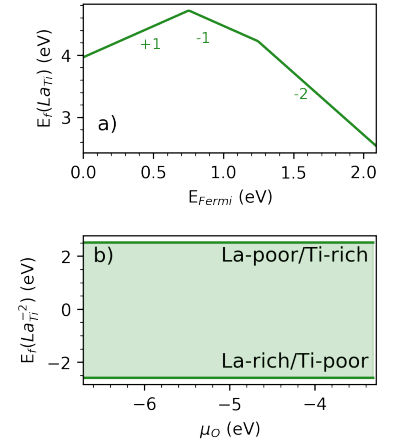 4
3
E_f(La_Ti) (eV)
+1
-1
-2
a)
0.0 0.5 1.0 1.5 2.0
E_Fermi (eV)
2
0
−2
E_f(La_Ti^−2) (eV)
b)
La-poor/Ti-rich
La-rich/Ti-poor
−6 −5 −4
μ_O (eV)